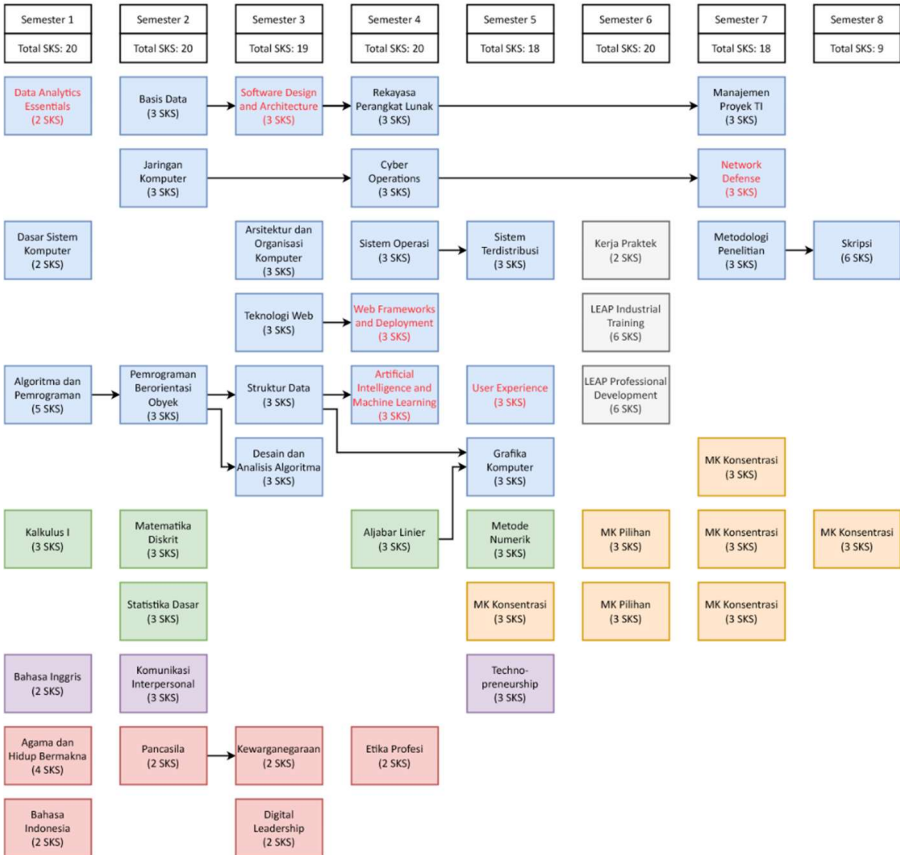 Semester 1
Semester 2
Semester 3
Semester 4
Semester 5
Semester 6
Semester 7
Semester 8
Total SKS: 20
Total SKS: 20
Total SKS: 19
Total SKS: 20
Total SKS: 18
Total SKS: 20
Total SKS: 18
Total SKS: 9
Data Analytics
Essentials
(2 SKS)
Basis Data
(3 SKS)
Software Design
and Architecture
(3 SKS)
Rekayasa
Perangkat Lunak
(3 SKS)
Manajemen
Proyek TI
(3 SKS)
Jaringan
Komputer
(3 SKS)
Cyber
Operations
(3 SKS)
Network
Defense
(3 SKS)
Dasar Sistem
Komputer
(2 SKS)
Arsitektur dan
Organisasi
Komputer
(3 SKS)
Sistem Operasi
(3 SKS)
Sistem
Terdistribusi
(3 SKS)
Kerja Praktek
(2 SKS)
Metodologi
Penelitian
(3 SKS)
Skripsi
(6 SKS)
Teknologi Web
(3 SKS)
Web Frameworks
and Deployment
(3 SKS)
LEAP Industrial
Training
(6 SKS)
Algoritma dan
Pemrograman
(5 SKS)
Pemrograman
Berorientasi
Obyek
(3 SKS)
Struktur Data
(3 SKS)
Artificial
Intelligence and
Machine Learning
(3 SKS)
User Experience
(3 SKS)
LEAP Professional
Development
(6 SKS)
Desain dan
Analisis Algoritma
(3 SKS)
Grafika
Komputer
(3 SKS)
MK Konsentrasi
(3 SKS)
Kalkulus I
(3 SKS)
Matematika
Diskrit
(3 SKS)
Aljabar Linier
(3 SKS)
Metode
Numerik
(3 SKS)
MK Pilihan
(3 SKS)
MK Konsentrasi
(3 SKS)
MK Konsentrasi
(3 SKS)
Statistika Dasar
(3 SKS)
MK Konsentrasi
(3 SKS)
MK Pilihan
(3 SKS)
MK Konsentrasi
(3 SKS)
Bahasa Inggris
(2 SKS)
Komunikasi
Interpersonal
(3 SKS)
Techno-
preneurship
(3 SKS)
Agama dan
Hidup Bermakna
(4 SKS)
Pancasila
(2 SKS)
Kewarganegaraan
(2 SKS)
Etika Profesi
(2 SKS)
Bahasa
Indonesia
(2 SKS)
Digital
Leadership
(2 SKS)